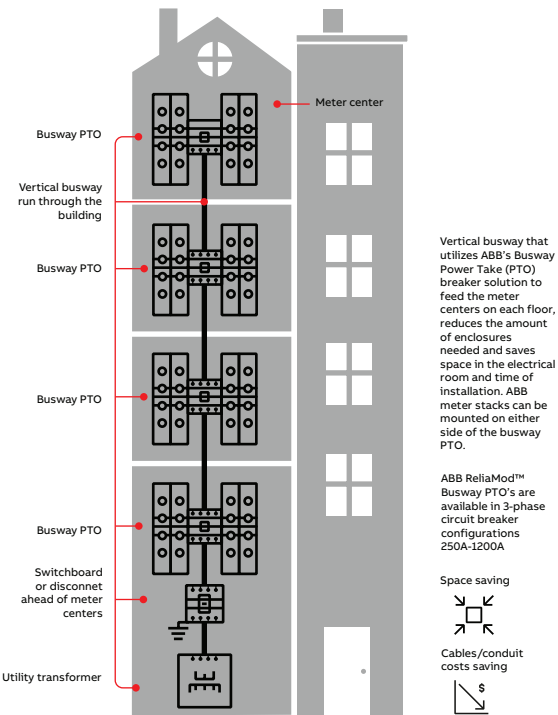 Meter center
Busway PTO
Vertical busway
run through the
building
Busway PTO
Busway PTO
Busway PTO
Switchboard
or disconnet
ahead of meter
centers
Utility transformer
Vertical busway that
utilizes ABB's Busway
Power Take (PTO)
breaker solution to
feed the meter
centers on each floor,
reduces the amount
of enclosures
needed and saves
space in the electrical
room and time of
installation. ABB
meter stacks can be
mounted on either
side of the busway
PTO.
ABB ReliaMod™
Busway PTO's are
available in 3-phase
circuit breaker
configurations
250A-1200A
Space saving
Cables/conduit
costs saving
$